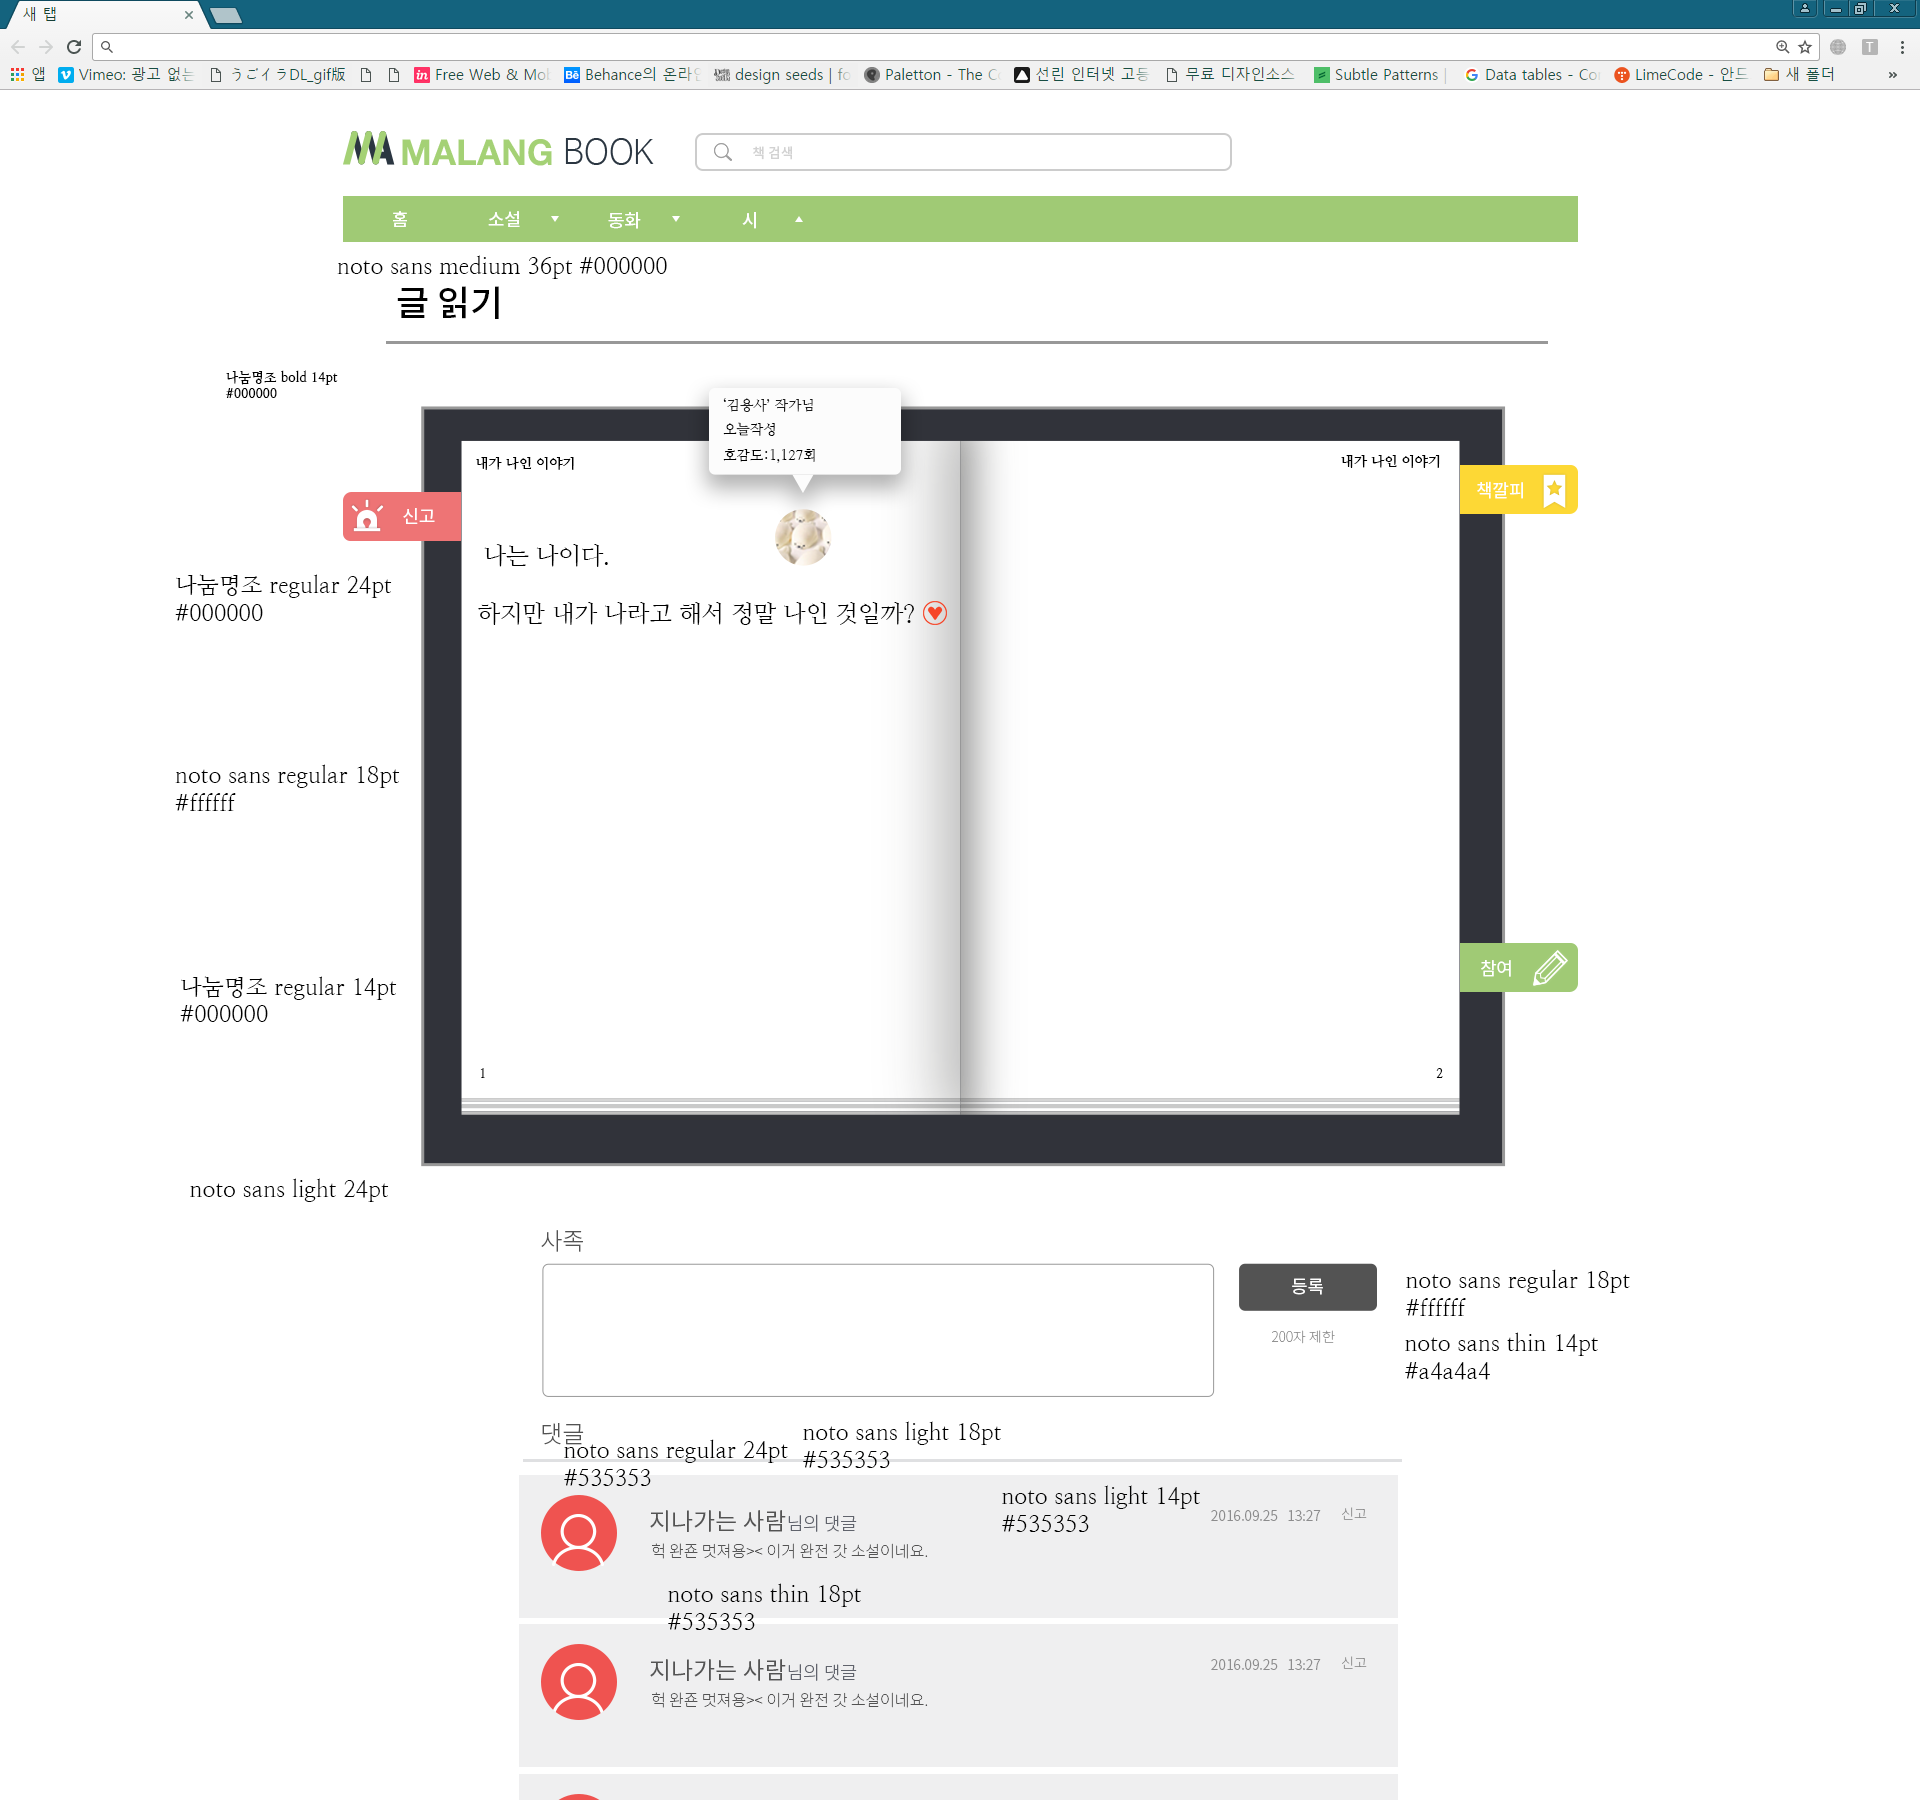 새 탭
앱
Vimeo: 광고 없는
うごイラDL_gif版
Free Web & Mob
Behance의 온라인
design seeds | fo
Paletton - The Co
선린 인터넷 고등
무료 디자인소스
Subtle Patterns |
Data tables - Co
LimeCode - 안드
새 폴더
»
MALANG BOOK
책 검색
홈
소설
동화
시
noto sans medium 36pt #000000
글 읽기
나눔명조 bold 14pt
#000000
‘김용사’ 작가님
오늘작성
호감도:1,127회
내가 나인 이야기
내가 나인 이야기
신고
책깔피
나는 나이다.
나눔명조 regular 24pt
#000000
하지만 내가 나라고 해서 정말 나인 것일까?
noto sans regular 18pt
#ffffff
참여
나눔명조 regular 14pt
#000000
1
2
noto sans light 24pt
사족
등록
noto sans regular 18pt
#ffffff
200자 제한
noto sans thin 14pt
#a4a4a4
댓글
noto sans light 18pt
#535353
noto sans regular 24pt
#535353
noto sans light 14pt
#535353
지나가는 사람님의 댓글
2016.09.25 13:27
신고
헉 완죤 멋져용>< 이거 완전 갓 소설이네요.
noto sans thin 18pt
#535353
지나가는 사람님의 댓글
2016.09.25 13:27
신고
헉 완죤 멋져용>< 이거 완전 갓 소설이네요.